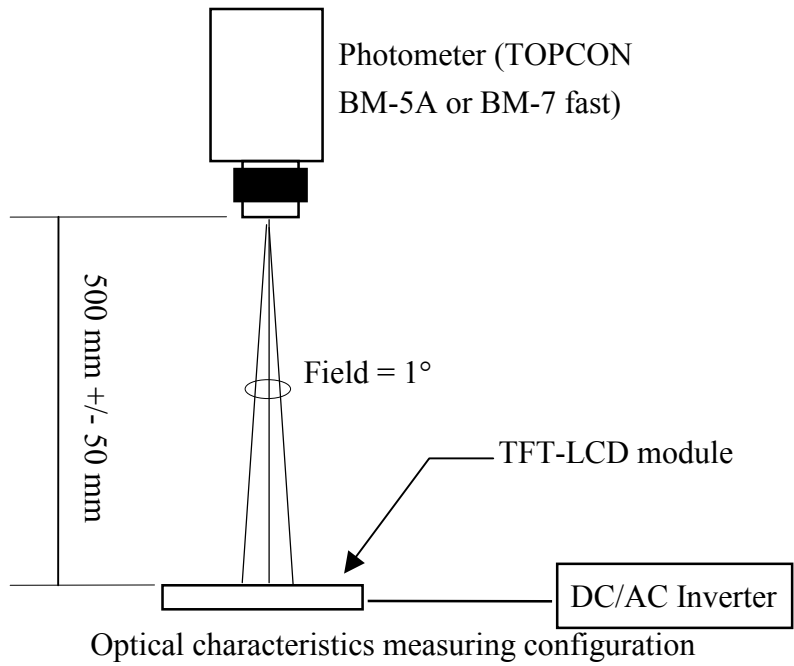 Photometer (TOPCON
BM-5A or BM-7 fast)
500 mm +/- 50 mm
Field = 1°
TFT-LCD module
DC/AC Inverter
Optical characteristics measuring configuration